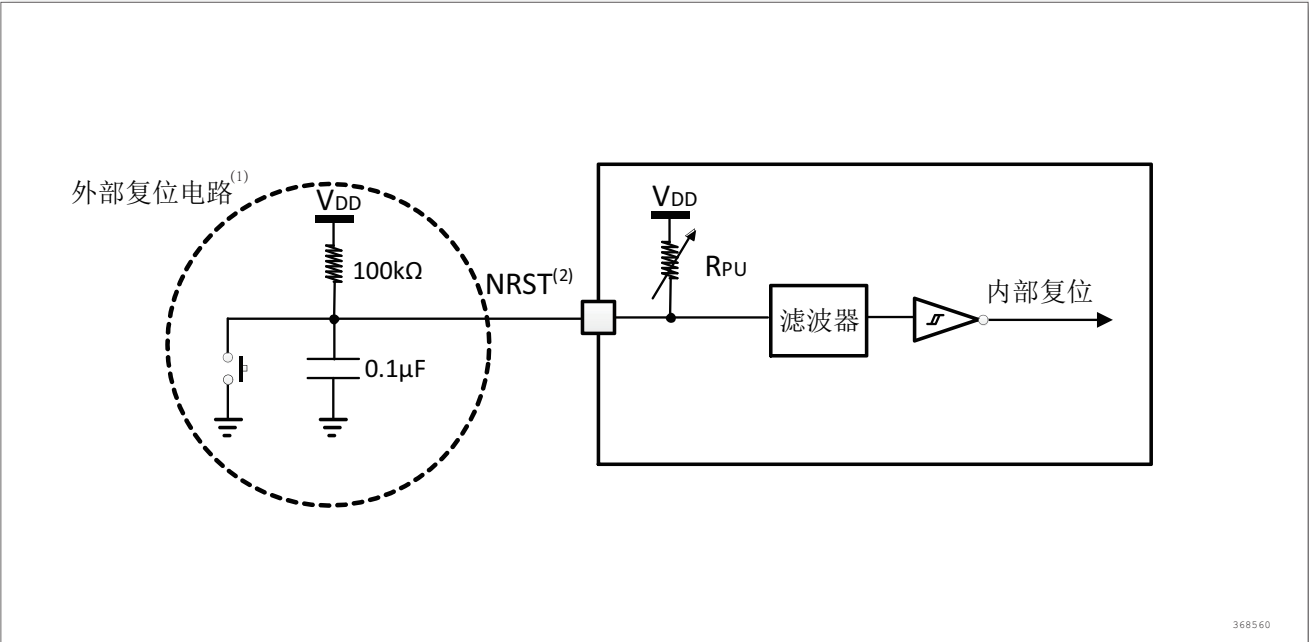 外部复位电路(1)
VDD
100kΩ
0.1μF
NRST(2)
VDD
RPU
滤波器
内部复位
368560